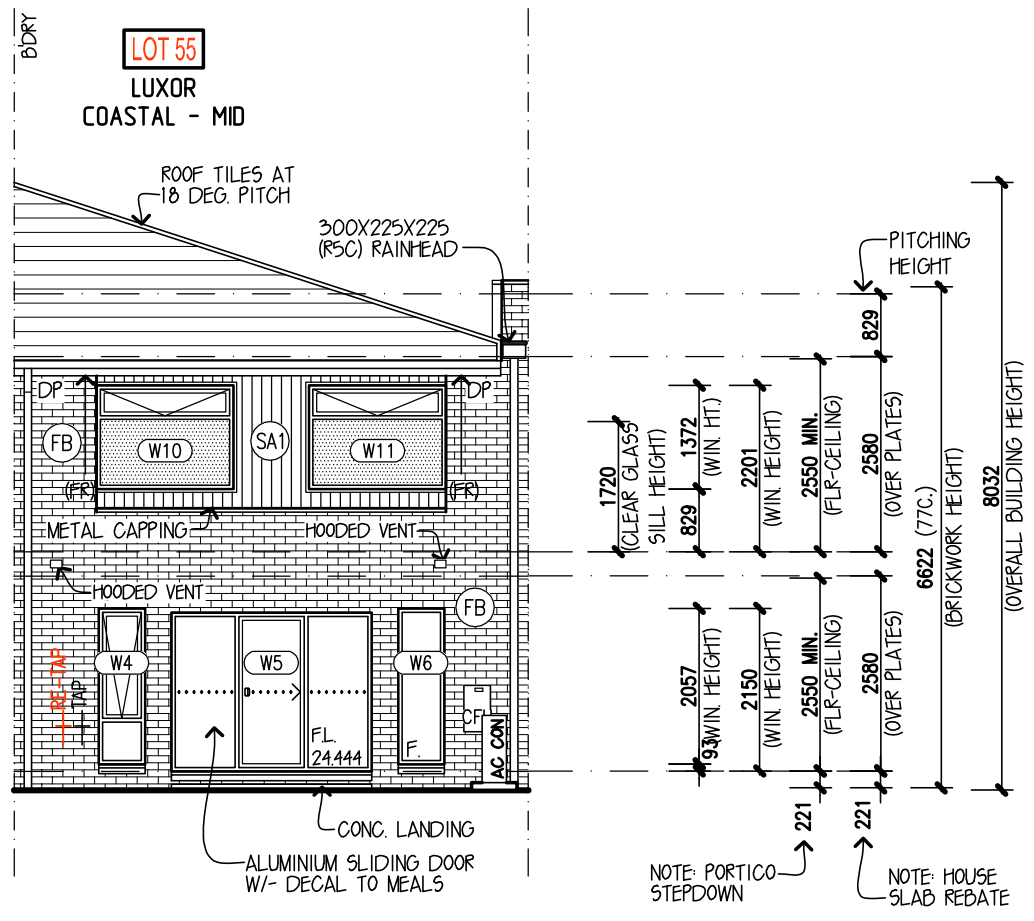 B'DRY
LOT 55
LUXOR
COASTAL - MID
ROOF TILES AT
18 DEG. PITCH
300X225X225
(R5C) RAINHEAD
PITCHING
HEIGHT
829
DP
DP
FB
W10
SA1
W11
(FR)
(FR)
METAL CAPPING
HOODED VENT
HOODED VENT
FB
1720
(CLEAR GLASS
SILL HEIGHT)
1372
(WIN. HT.)
829
2201
(WIN. HEIGHT)
2550 MIN.
(FLR-CEILING)
2580
(OVER PLATES)
6622 (77C.)
(BRICKWORK HEIGHT)
8032
(OVERALL BUILDING HEIGHT)
RE-TAP
TAP
W4
W5
W6
F.L.
24.444
F.
CF
AC CON
2057
(WIN. HEIGHT)
93
2150
(WIN. HEIGHT)
2550 MIN.
(FLR-CEILING)
2580
(OVER PLATES)
221
221
CONC. LANDING
ALUMINIUM SLIDING DOOR
W/- DECAL TO MEALS
NOTE: PORTICO
STEPDOWN
NOTE: HOUSE
SLAB REBATE